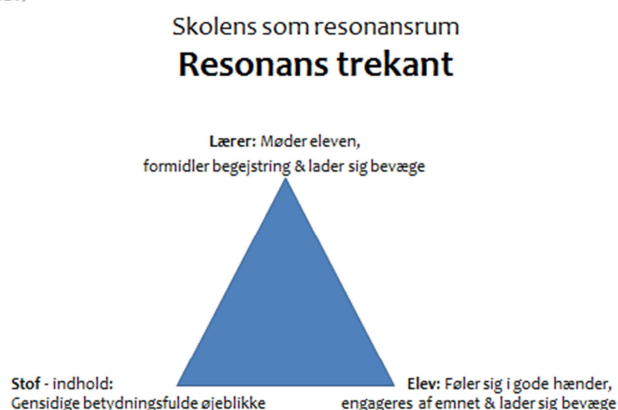 Skolens som resonansrum
Resonans trekant
Lærer: Møder eleven,
formidler begejstring & lader sig bevæge
Stof - indhold:
Gensidige betydningsfulde øjeblikke
Elev: Føler sig i gode hænder,
engageres af emnet & lader sig bevæge